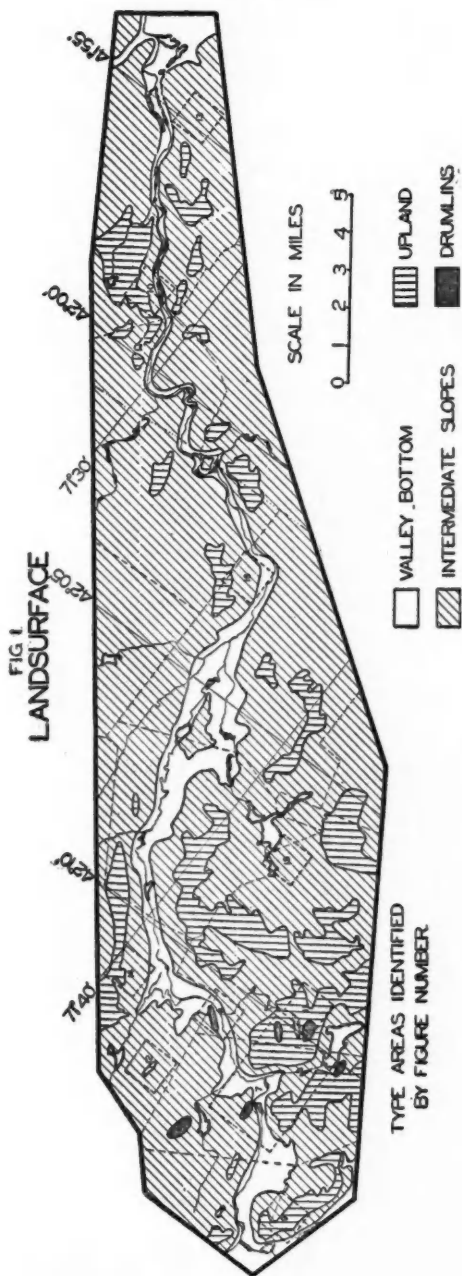 FIG 1.
LANDSURFACE
71°40'
42°10'
42°05'
71°30'
42°00'
41°55'
TYPE AREAS IDENTIFIED
BY FIGURE NUMBER
SCALE IN MILES
0 1 2 3 4 5
VALLEY BOTTOM
UPLAND
INTERMEDIATE SLOPES
DRUMLINS